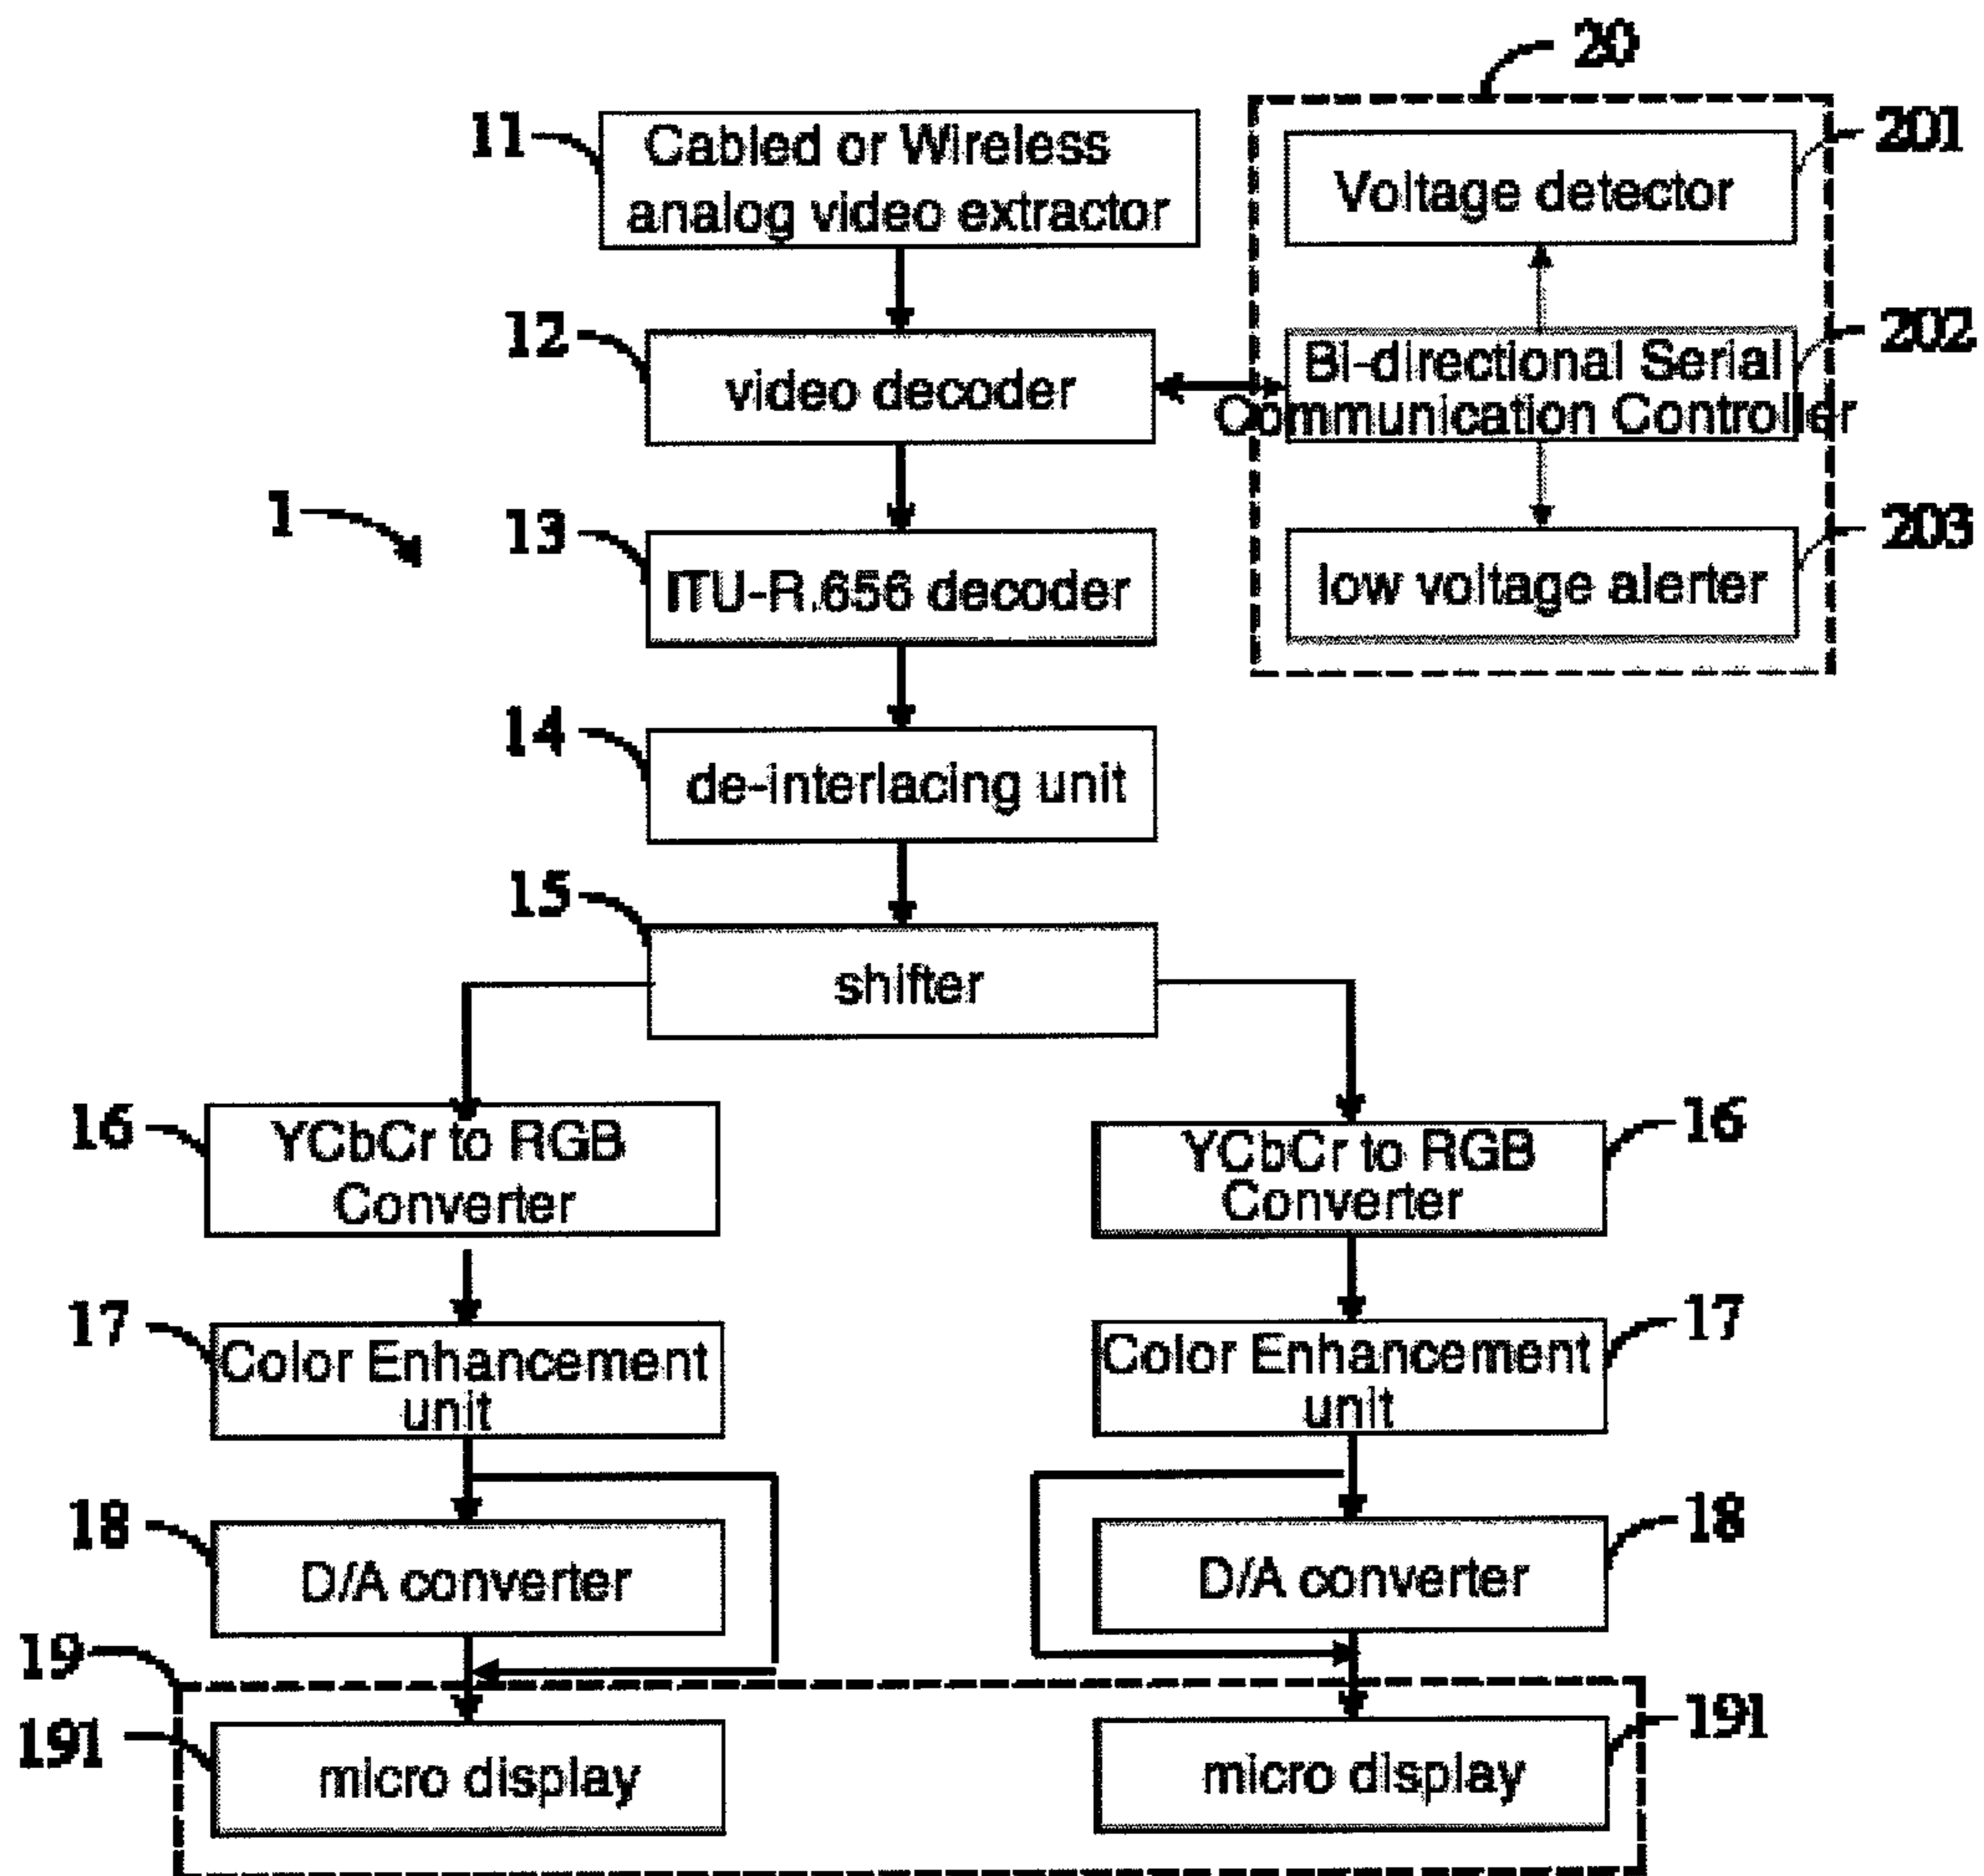 20
11
Cabled or Wireless
analog video extractor
201
Voltage detector
12
video decoder
202
Bi-directional Serial
Communication Controller
1
13
ITU-R.656 decoder
203
low voltage alerter
14
de-interlacing unit
15
shifter
16
YCbCr to RGB
Converter
YCbCr to RGB
Converter
16
17
Color Enhancement
unit
Color Enhancement
unit
17
18
D/A converter
D/A converter
18
19
191
micro display
micro display
191